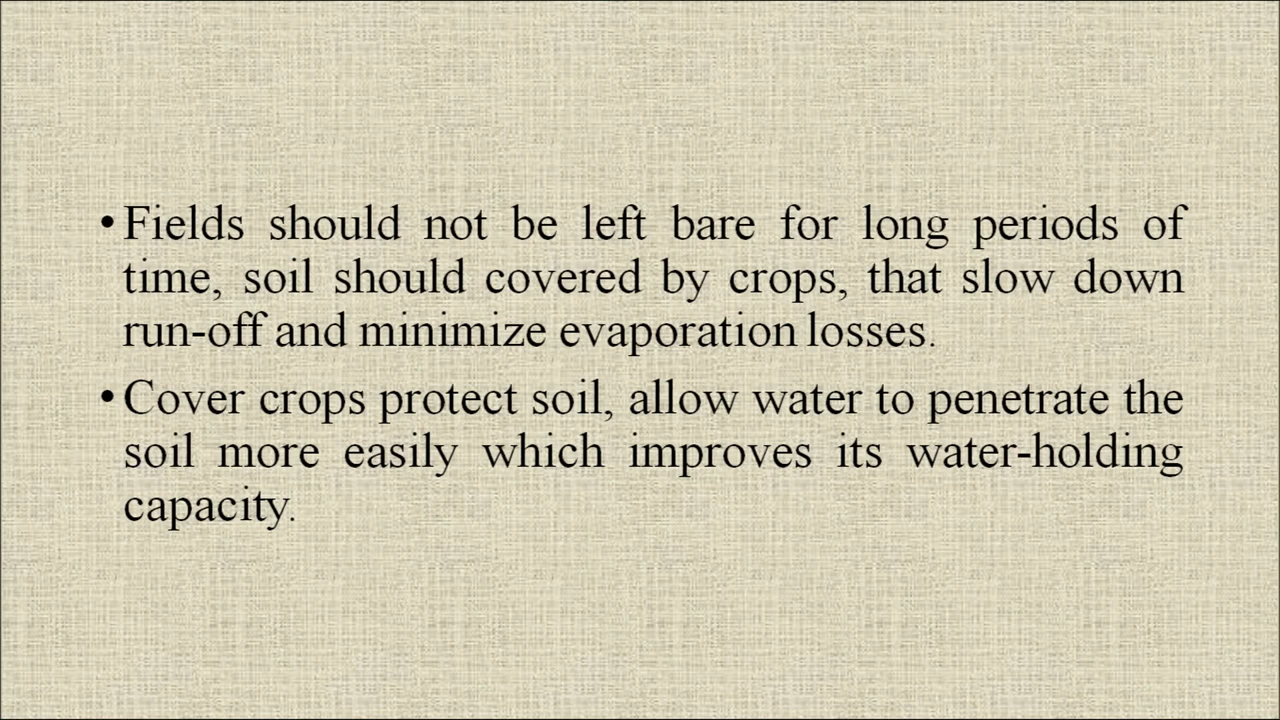 • Fields should not be left bare for long periods of
time, soil should covered by crops, that slow down
run-off and minimize evaporation losses.
• Cover crops protect soil, allow water to penetrate the
soil more easily which improves its water-holding
capacity.